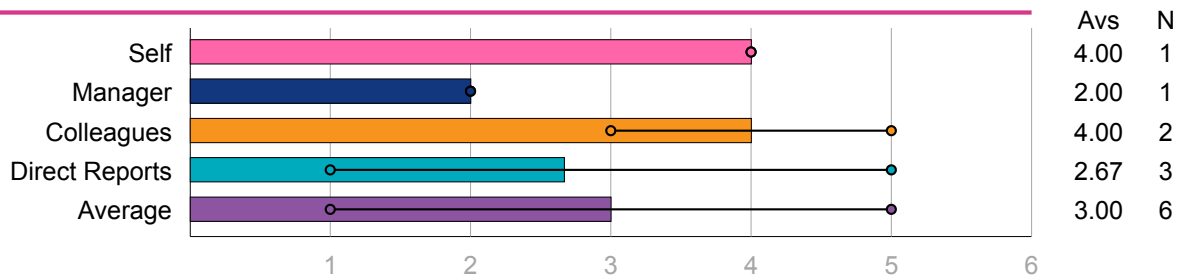 Avs N
Self 4.00 1
Manager 2.00 1
Colleagues 4.00 2
Direct Reports 2.67 3
Average 3.00 6
1 2 3 4 5 6